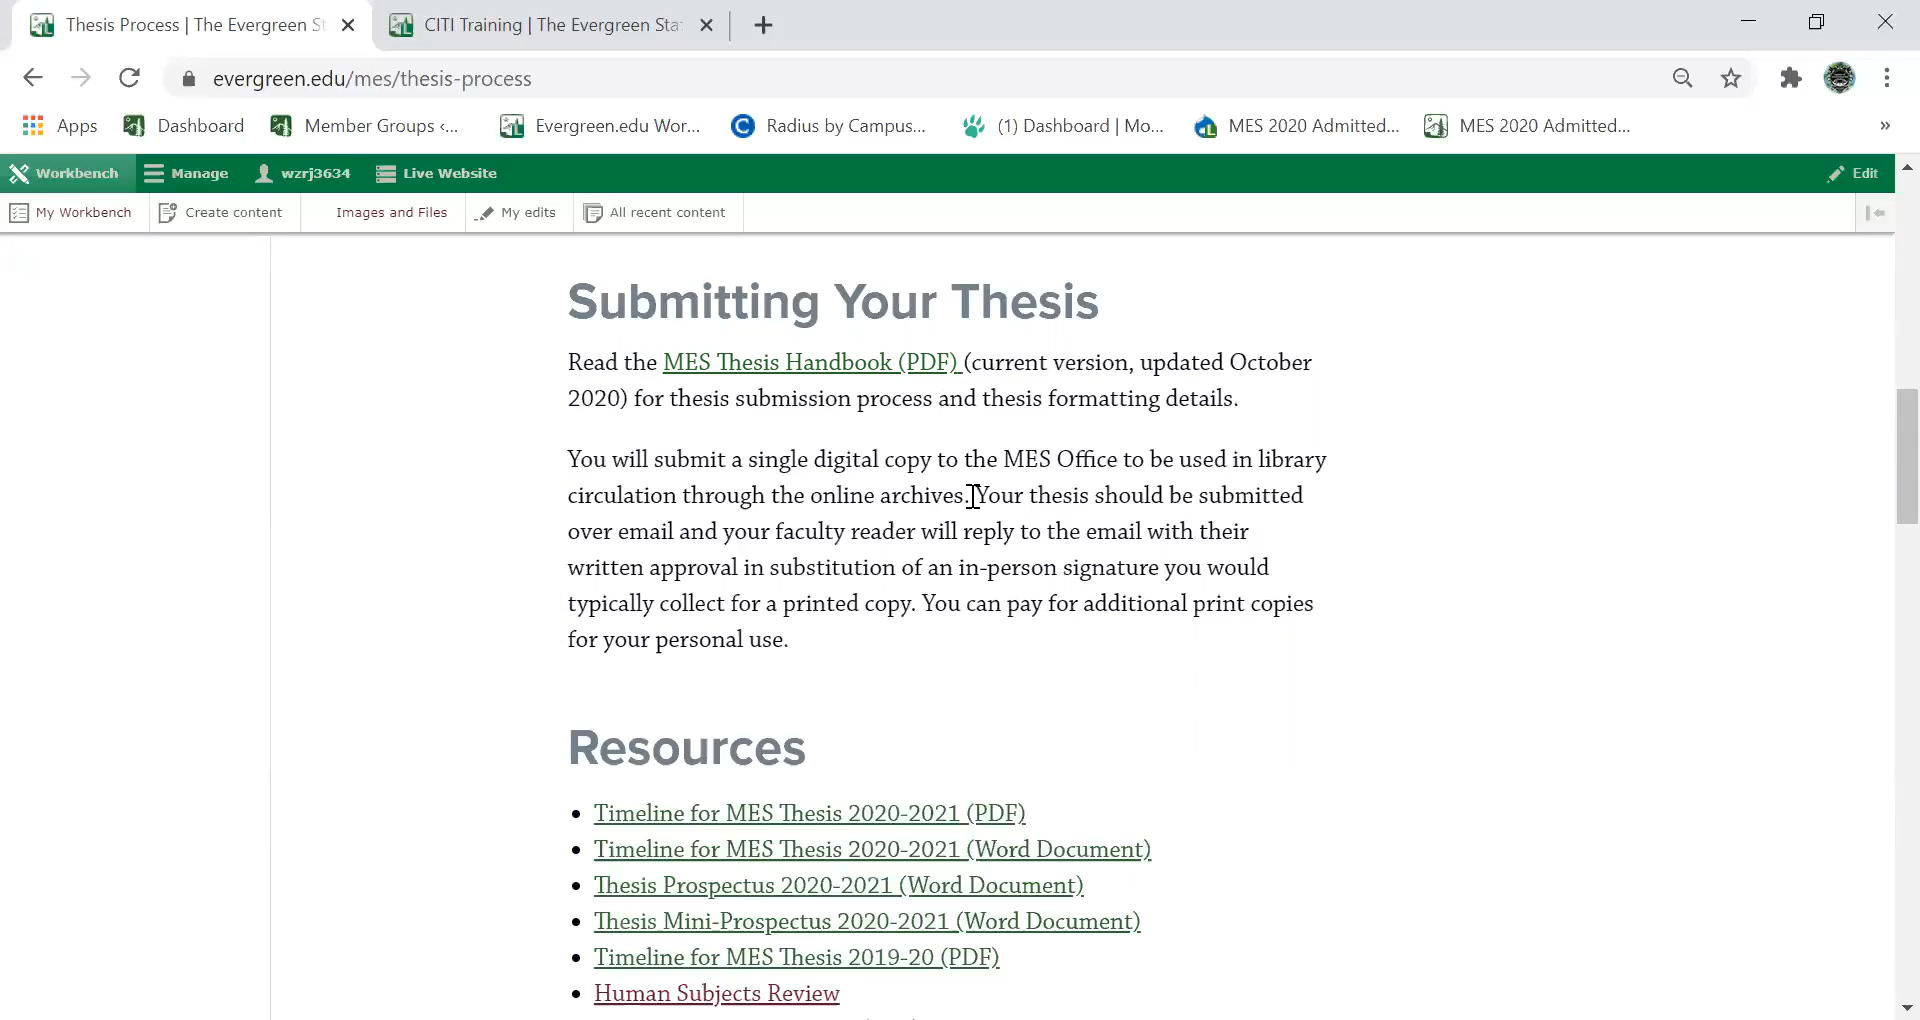 Thesis Process | The Evergreen St
CITI Training | The Evergreen Sta
evergreen.edu/mes/thesis-process
Apps
Dashboard
Member Groups <...
Evergreen.edu Wor...
Radius by Campus...
(1) Dashboard | Mo...
MES 2020 Admitted...
MES 2020 Admitted...
»
Workbench
Manage
wzrj3634
Live Website
Edit
My Workbench
Create content
Images and Files
My edits
All recent content
Submitting Your Thesis
Read the MES Thesis Handbook (PDF) (current version, updated October
2020) for thesis submission process and thesis formatting details.
You will submit a single digital copy to the MES Office to be used in library
circulation through the online archives. Your thesis should be submitted
over email and your faculty reader will reply to the email with their
written approval in substitution of an in-person signature you would
typically collect for a printed copy. You can pay for additional print copies
for your personal use.
Resources
• Timeline for MES Thesis 2020-2021 (PDF)
• Timeline for MES Thesis 2020-2021 (Word Document)
• Thesis Prospectus 2020-2021 (Word Document)
• Thesis Mini-Prospectus 2020-2021 (Word Document)
• Timeline for MES Thesis 2019-20 (PDF)
• Human Subjects Review